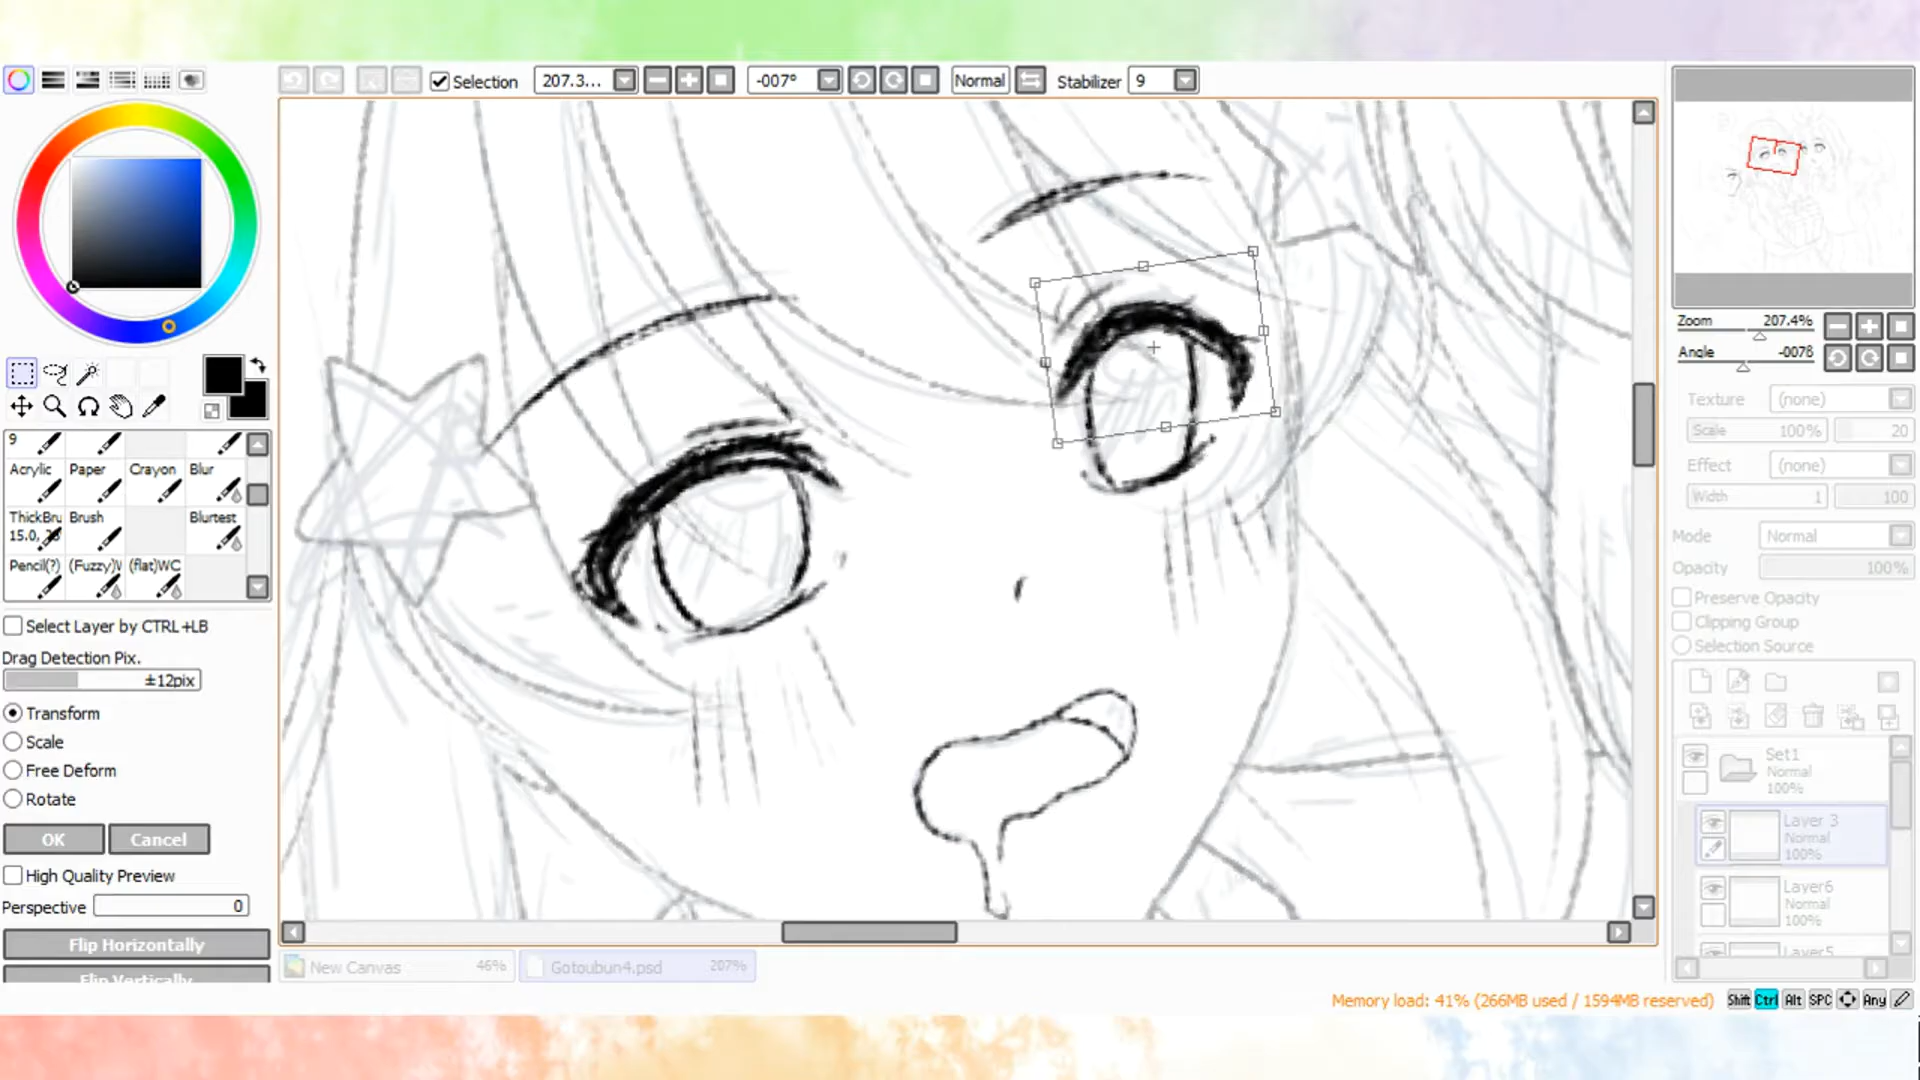 Selection 207.3... -007° Normal Stabilizer 9
Zoom 207.4%
Angle -007ß
Texture (none)
Scale 100% 20
Effect (none)
Width 1 100
Mode Normal
Opacity 100%
Preserve Opacity
Clipping Group
Selection Source
9
Acrylic Paper Crayon Blur
ThickBru Brush Blurtest
15.0,
Pencil(?) (Fuzzy)W (flat)WC
Select Layer by CTRL+LB
Drag Detection Pix.
±12pix
Transform
Scale
Free Deform
Rotate
OK Cancel
High Quality Preview
Perspective 0
Flip Horizontally
Flip Vertically
Set1
Normal
100%
Layer 3
Normal
100%
Layer6
Normal
100%
Layer5
New Canvas 46% Gotoubun4.psd 207%
Memory load: 41% (266MB used / 1594MB reserved) Shift Ctrl Alt SPC Any